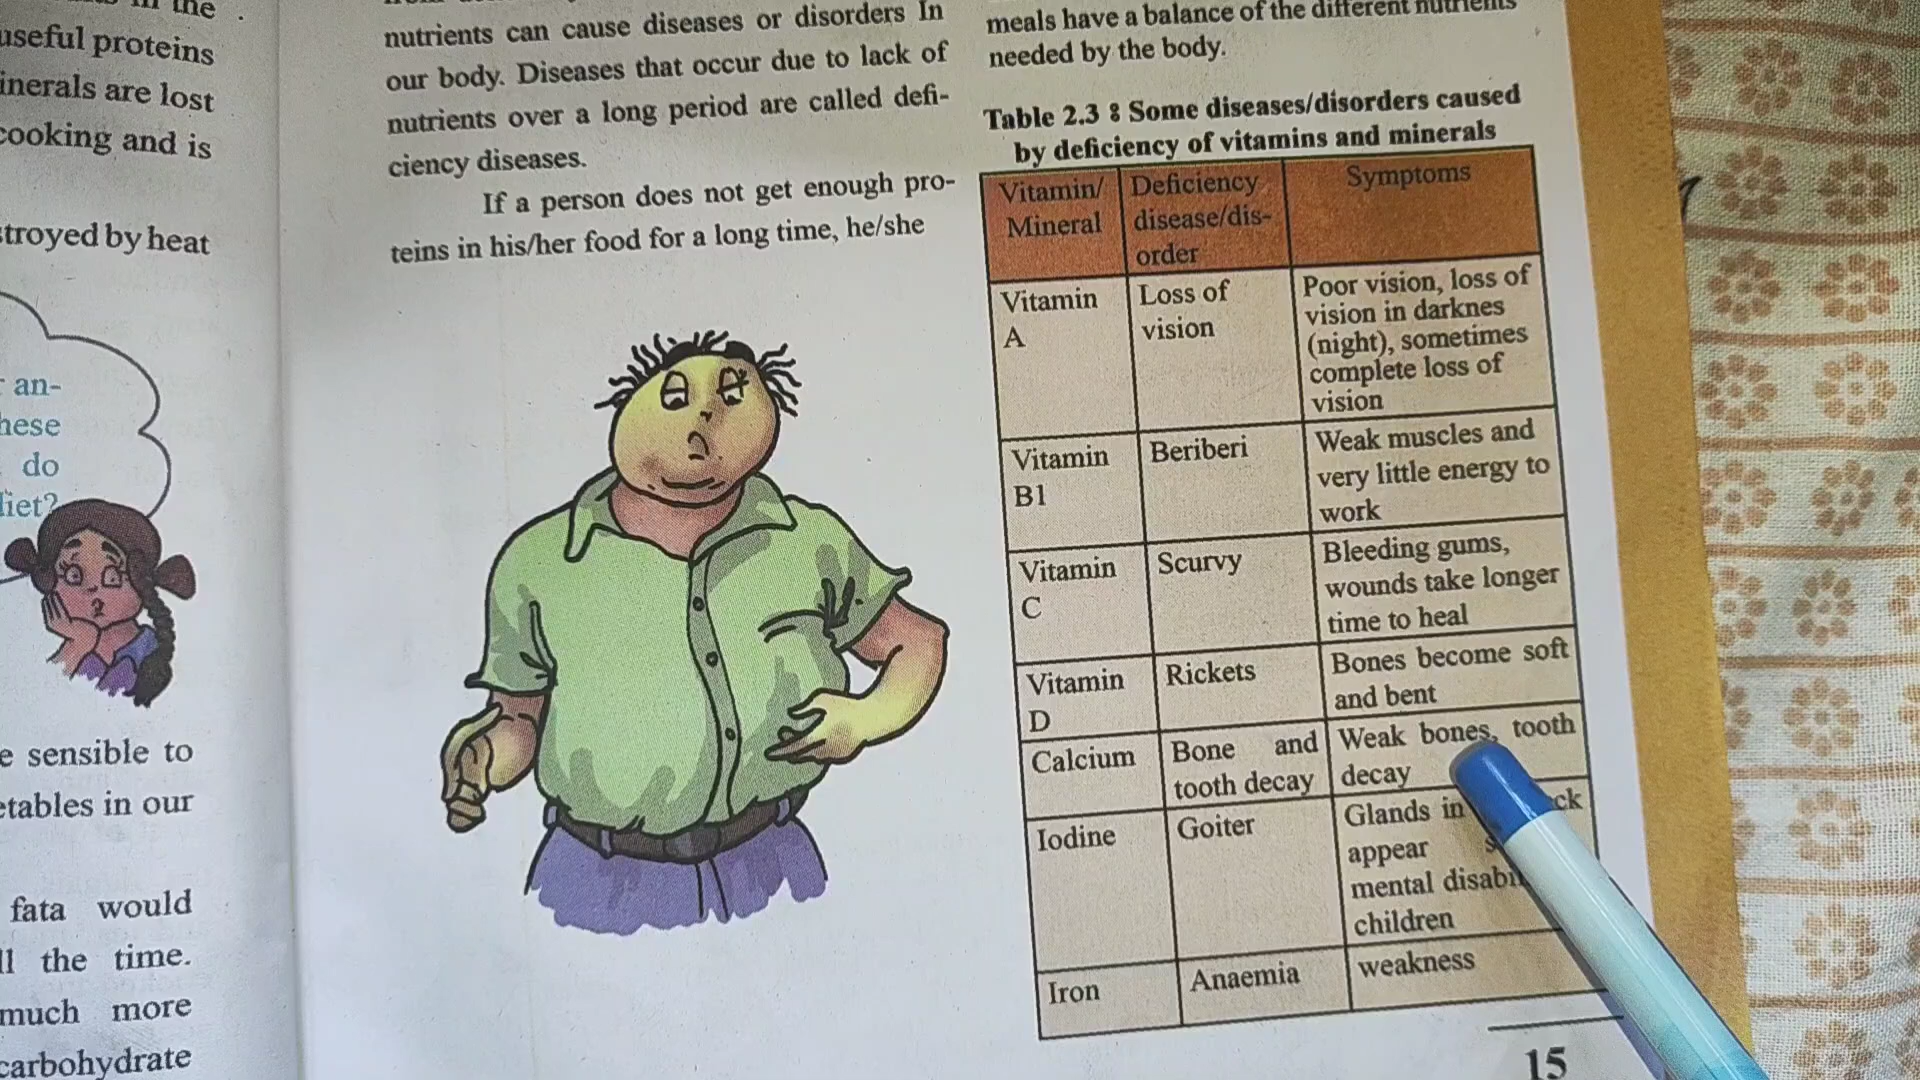 in the
useful proteins
inerals are lost
cooking and is
stroyed by heat
an-
hese
do
diet?
e sensible to
etables in our
fata would
ll the time.
much more
carbohydrate
nutrients can cause diseases or disorders In
our body. Diseases that occur due to lack of
nutrients over a long period are called defi-
ciency diseases.
If a person does not get enough pro-
teins in his/her food for a long time, he/she
meals have a balance of the different nutrients
needed by the body.
Table 2.3 : Some diseases/disorders caused
by deficiency of vitamins and minerals
Vitamin/
Mineral
Deficiency
disease/dis-
order
Symptoms
Vitamin
A
Loss of
vision
Poor vision, loss of
vision in darknes
(night), sometimes
complete loss of
vision
Vitamin
B1
Beriberi
Weak muscles and
very little energy to
work
Vitamin
C
Scurvy
Bleeding gums,
wounds take longer
time to heal
Vitamin
D
Rickets
Bones become soft
and bent
Calcium
Bone and
tooth decay
Weak bones, tooth
decay
Iodine
Goiter
Glands in ck
appear
mental disabi
children
Iron
Anaemia
weakness
15